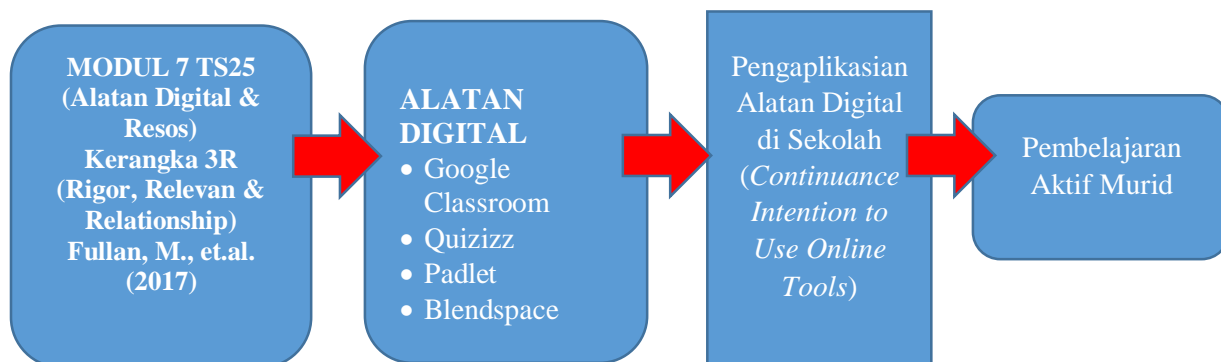 MODUL 7 TS25
(Alatan Digital &
Resos)
Kerangka 3R
(Rigor, Relevan &
Relationship)
Fullan, M., et.al.
(2017)
ALATAN
DIGITAL
• Google
Classroom
• Quizizz
• Padlet
• Blendspace
Pengaplikasian
Alatan Digital
di Sekolah
(Continuance
Intention to
Use Online
Tools)
Pembelajaran
Aktif Murid